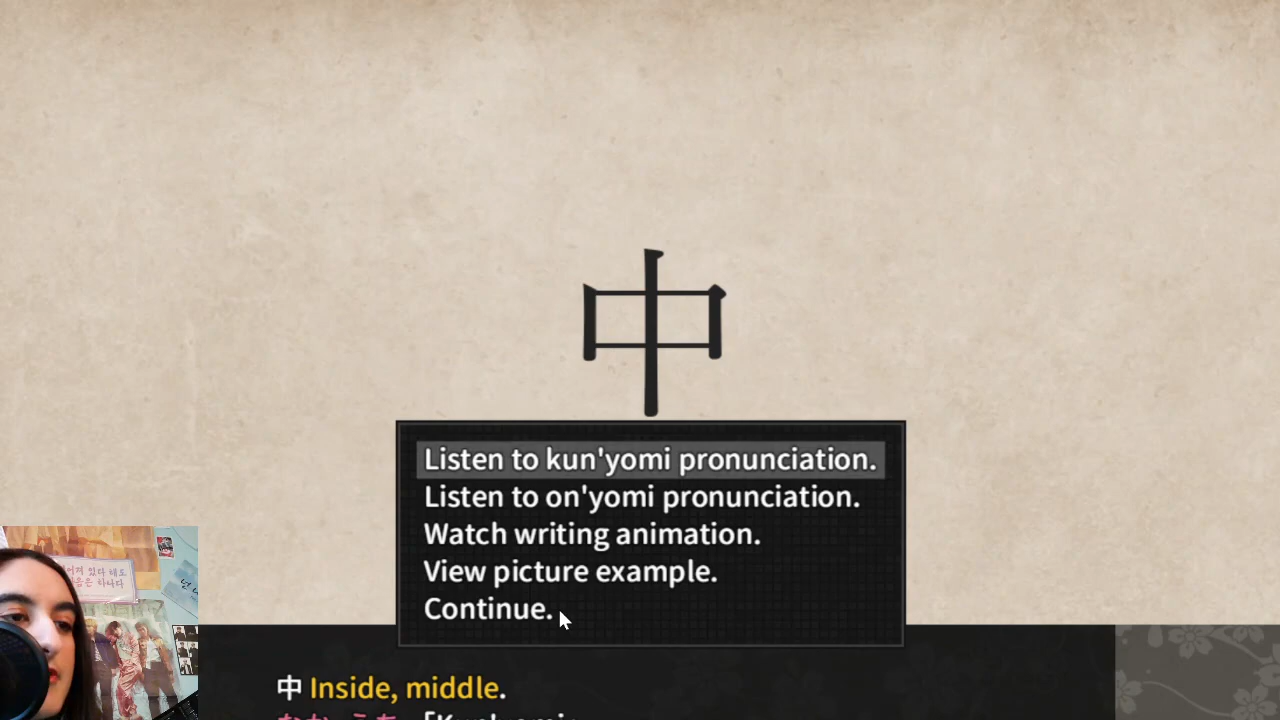 中
Listen to kun'yomi pronunciation.
Listen to on'yomi pronunciation.
Watch writing animation.
View picture example.
Continue.
中 Inside, middle.